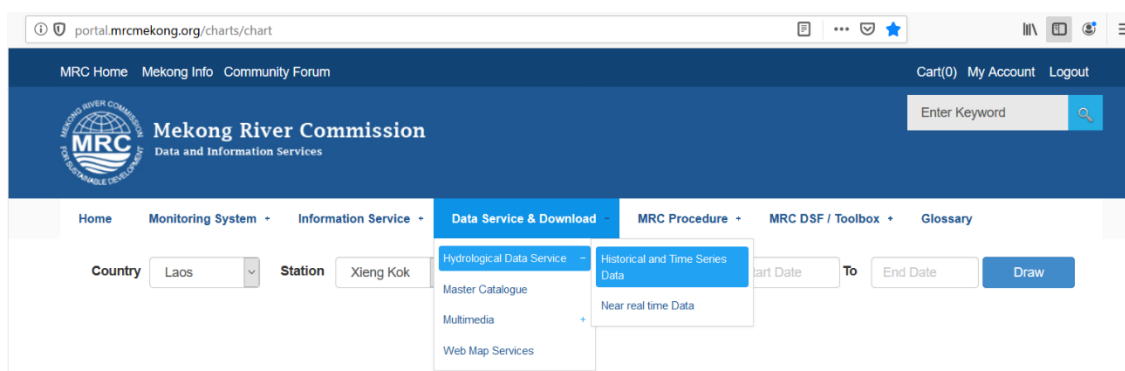 portal.mrcmekong.org/charts/chart
MRC Home Mekong Info Community Forum
Cart(0) My Account Logout
MEKONG RIVER COMMISSION
MRC
FOR SUSTAINABLE DEVELOPMENT
Mekong River Commission
Data and Information Services
Enter Keyword
Home Monitoring System + Information Service + Data Service & Download - MRC Procedure + MRC DSF / Toolbox + Glossary
Country Laos Station Xieng Kok
To End Date Draw
Hydrological Data Service −
Master Catalogue
Multimedia +
Web Map Services
Historical and Time Series
Data
Near real time Data